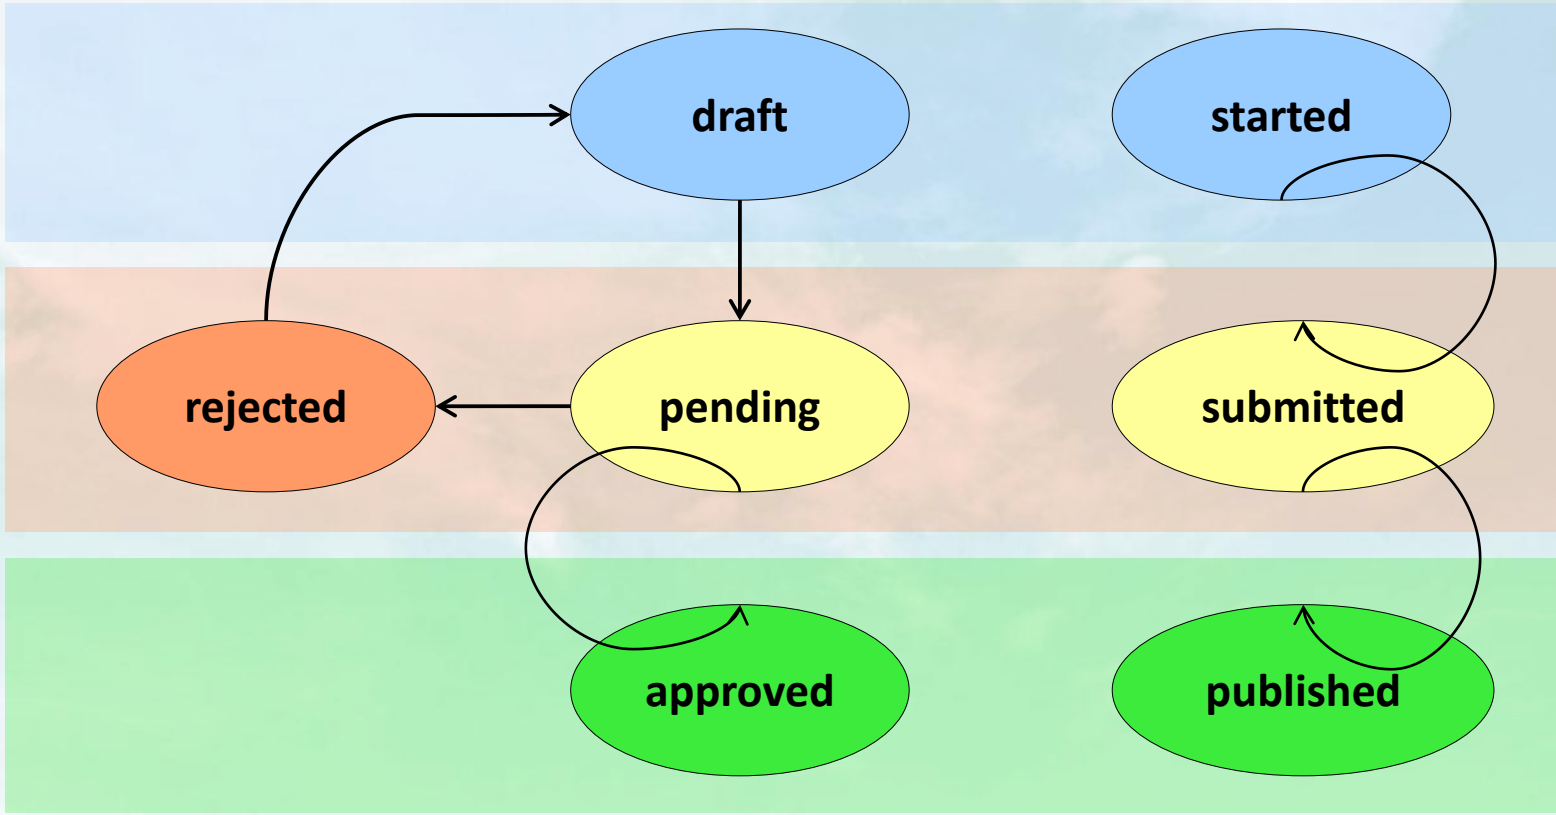 draft
started
rejected
pending
submitted
approved
published